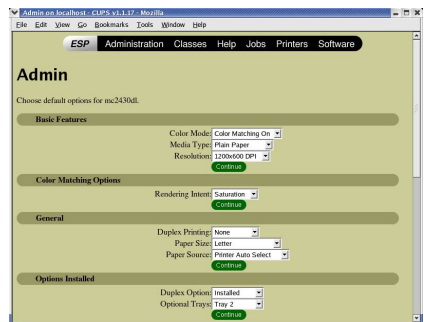 Admin on localhost - CUPS v1.1.17 - Mozilla
File Edit View Go Bookmarks Tools Window Help
ESP Administration Classes Help Jobs Printers Software
Admin
Choose default options for mc2430dl.
Basic Features
Color Mode: Color Matching On
Media Type: Plain Paper
Resolution: 1200x600 DPI
Continue
Color Matching Options
Rendering Intent: Saturation
Continue
General
Duplex Printing: None
Paper Size: Letter
Paper Source: Printer Auto Select
Continue
Options Installed
Duplex Option: Installed
Optional Trays: Tray 2
Continue